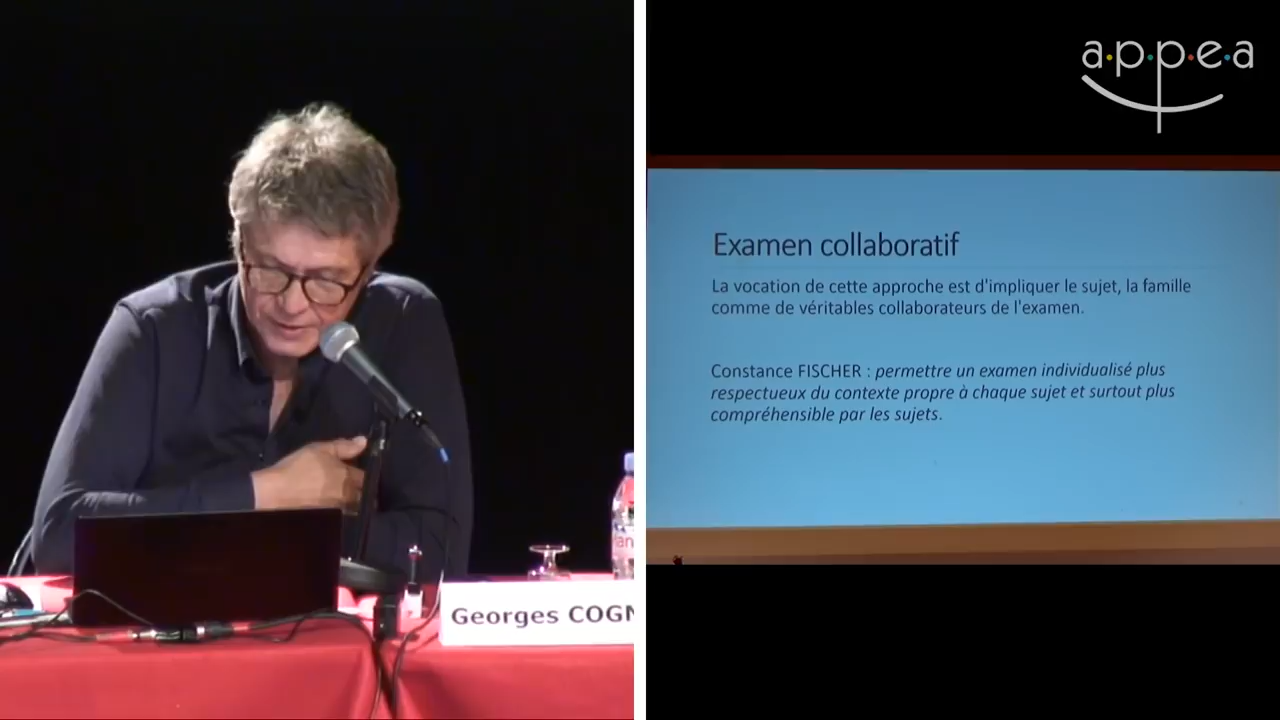 a.p.p.e.a
Examen collaboratif
La vocation de cette approche est d'impliquer le sujet, la famille
comme de véritables collaborateurs de l'examen.
Constance FISCHER : permettre un examen individualisé plus
respectueux du contexte propre à chaque sujet et surtout plus
compréhensible par les sujets.
Georges COGN